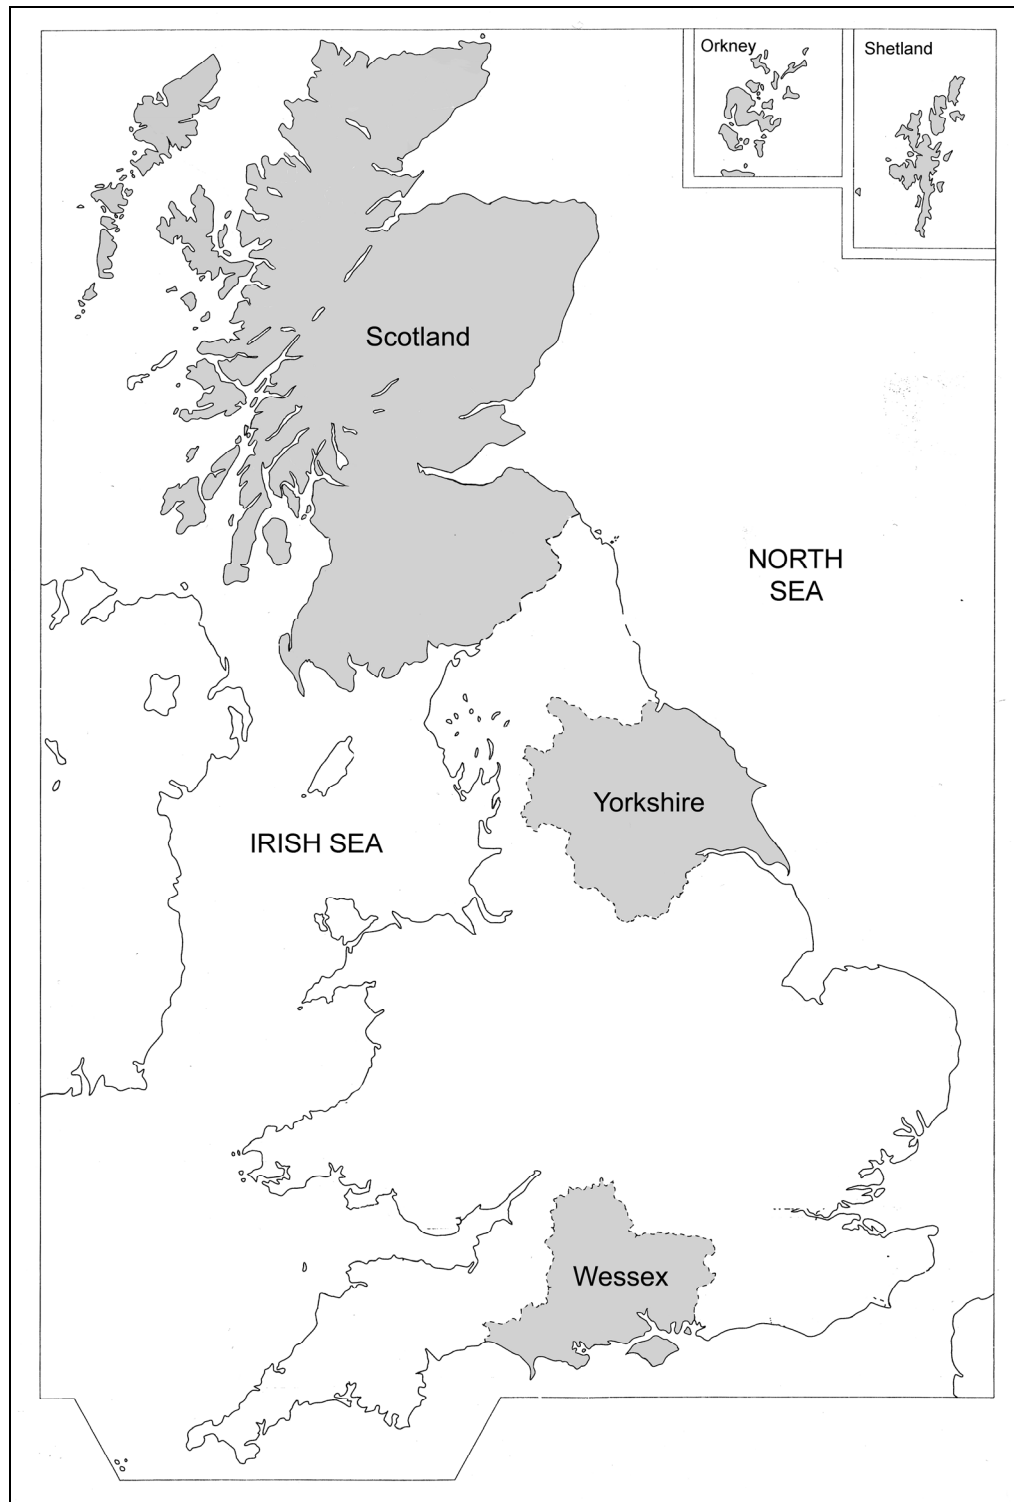 Orkney
Shetland
Scotland
NORTH
SEA
Yorkshire
IRISH SEA
Wessex